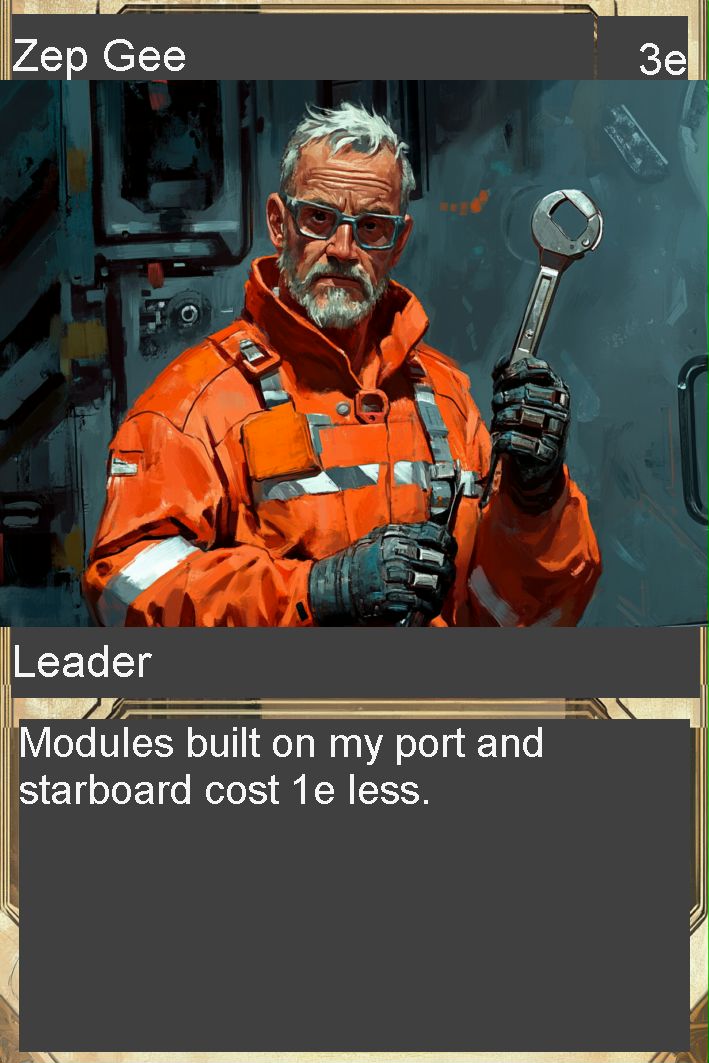 Zep Gee
3e
Leader
Modules built on my port and
starboard cost 1e less.